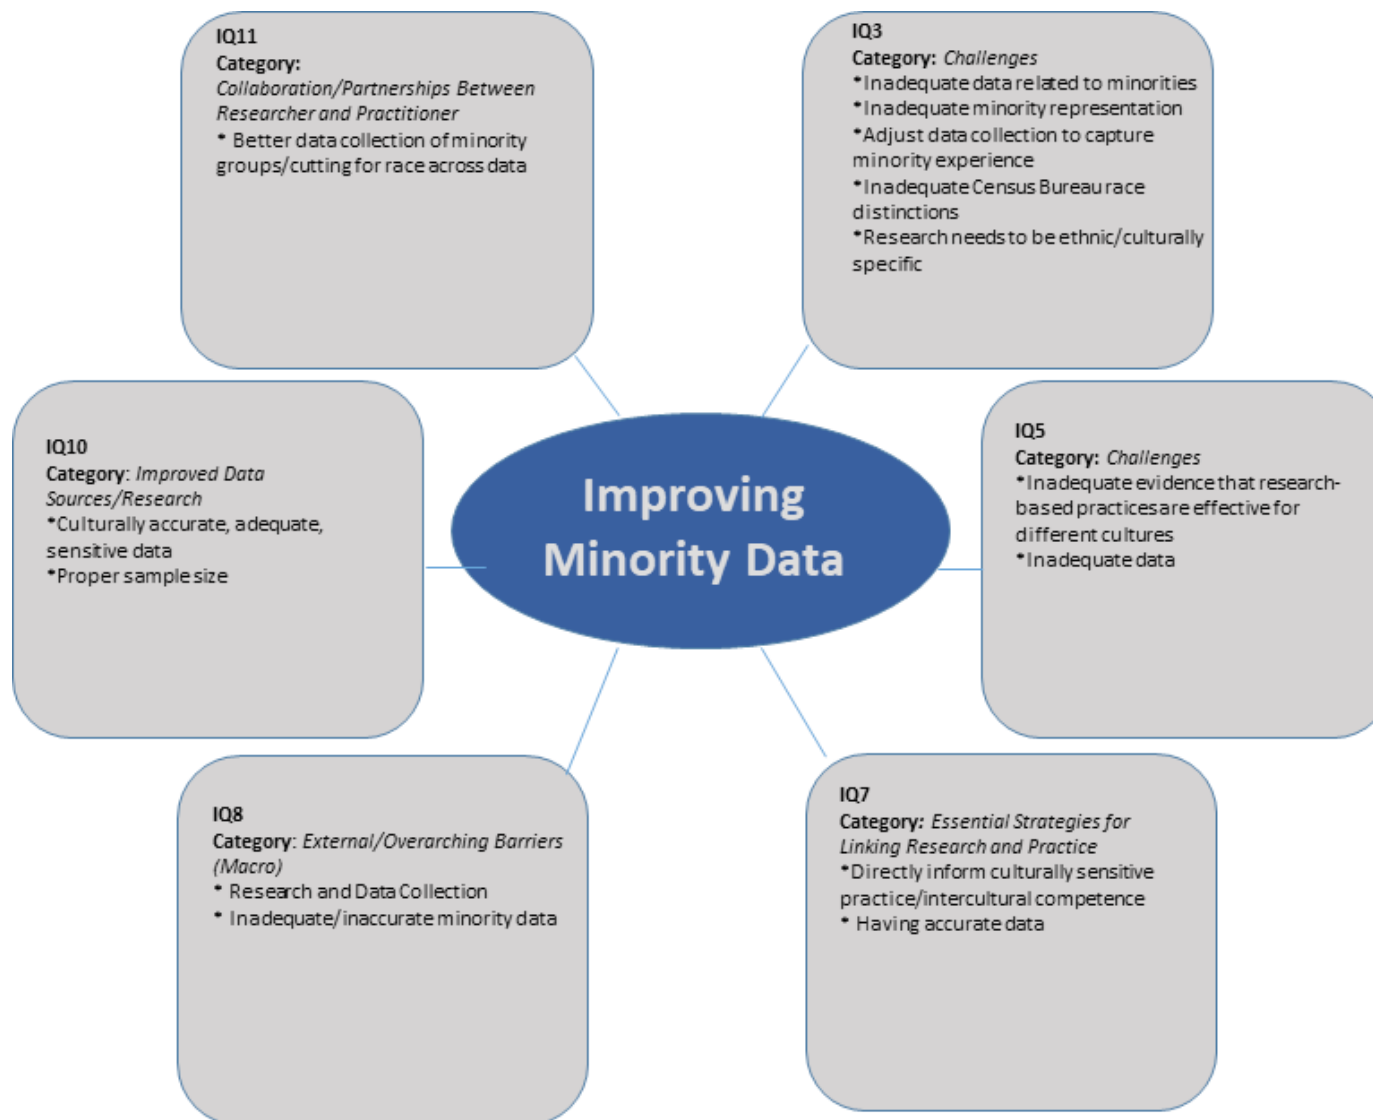 IQ11
Category:
Collaboration/Partnerships Between
Researcher and Practitioner
* Better data collection of minority
groups/cutting for race across data
IQ3
Category: Challenges
*Inadequate data related to minorities
*Inadequate minority representation
*Adjust data collection to capture
minority experience
*Inadequate Census Bureau race
distinctions
*Research needs to be ethnic/culturally
specific
IQ10
Category: Improved Data
Sources/Research
*Culturally accurate, adequate,
sensitive data
*Proper sample size
Improving
Minority Data
IQ5
Category: Challenges
*Inadequate evidence that research-
based practices are effective for
different cultures
*Inadequate data
IQ8
Category: External/Overarching Barriers
(Macro)
* Research and Data Collection
* Inadequate/inaccurate minority data
IQ7
Category: Essential Strategies for
Linking Research and Practice
*Directly inform culturally sensitive
practice/intercultural competence
* Having accurate data